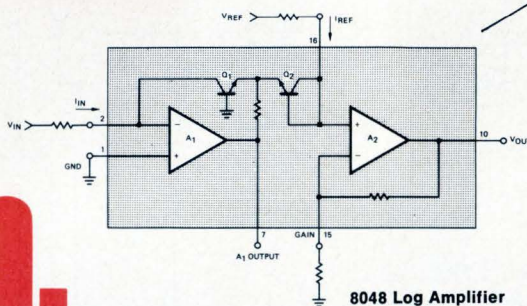 VREF
IREF
16
Q1
Q2
IIN
VIN
2
−
A1
+
1
GND
+
A2
−
10
VOUT
7
A1 OUTPUT
GAIN
15
8048 Log Amplifier